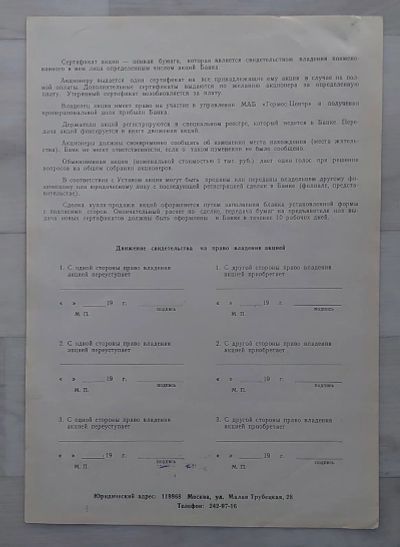 Сертификат акции — ценная бумага, которая является свидетельством владения поимено-
ванного в нем лица определенным числом акций Банка.
Акционеру выдается один сертификат на все принадлежащие ему акции в случае их пол-
ной оплаты. Дополнительные сертификаты выдаются по желанию акционера за определенную
плату. Утерянный сертификат возобновляется за плату.
Владелец акции имеет право на участие в управлении МАБ «Гермес-Центр» и получении
пропорциональной доли прибыли Банка.
Держатели акций регистрируются в специальном реестре, который ведется в Банке. Пере-
дача акций фиксируется в книге движения акций.
Акционеры должны своевременно сообщать об изменении места нахождения (места житель-
ства). Банк не несет ответственности, если о таком изменении не было сообщено.
Обыкновенная акция (номинальной стоимостью 1 тыс. руб.) дает один голос при решении
вопросов на общем собрании акционеров.
В соответствии с Уставом акции могут быть проданы или переданы владельцем другому фи-
зическому или юридическому лицу с последующей регистрацией сделки в Банке (филиале, предста-
вительстве).
Сделка купли-продажи акций оформляется путем заполнения бланка установленной формы
с подписями сторон. Окончательный расчет по сделке, передача бумаг на предъявителя или вы-
дача новых сертификатов должны быть оформлены в Банке в течение 10 рабочих дней.
Движение свидетельства на право владения акцией
1. С одной стороны право владения
акцией переуступает
« » 19 г.
подпись
М. П.
1. С другой стороны право владения
акцией приобретает
« » 19 г.
подпись
М. П.
2. С одной стороны право владения
акцией переуступает
« » 19 г.
подпись
М. П.
2. С другой стороны право владения
акцией приобретает
« » 19 г.
подпись
М. П.
3. С одной стороны право владения
акцией переуступает
« » 19 г.
подпись
М. П.
3. С другой стороны право владения
акцией приобретает
« » 19 г.
подпись
М. П.
Юридический адрес: 119868 Москва, ул. Малая Трубецкая, 28
Телефон: 242-97-16